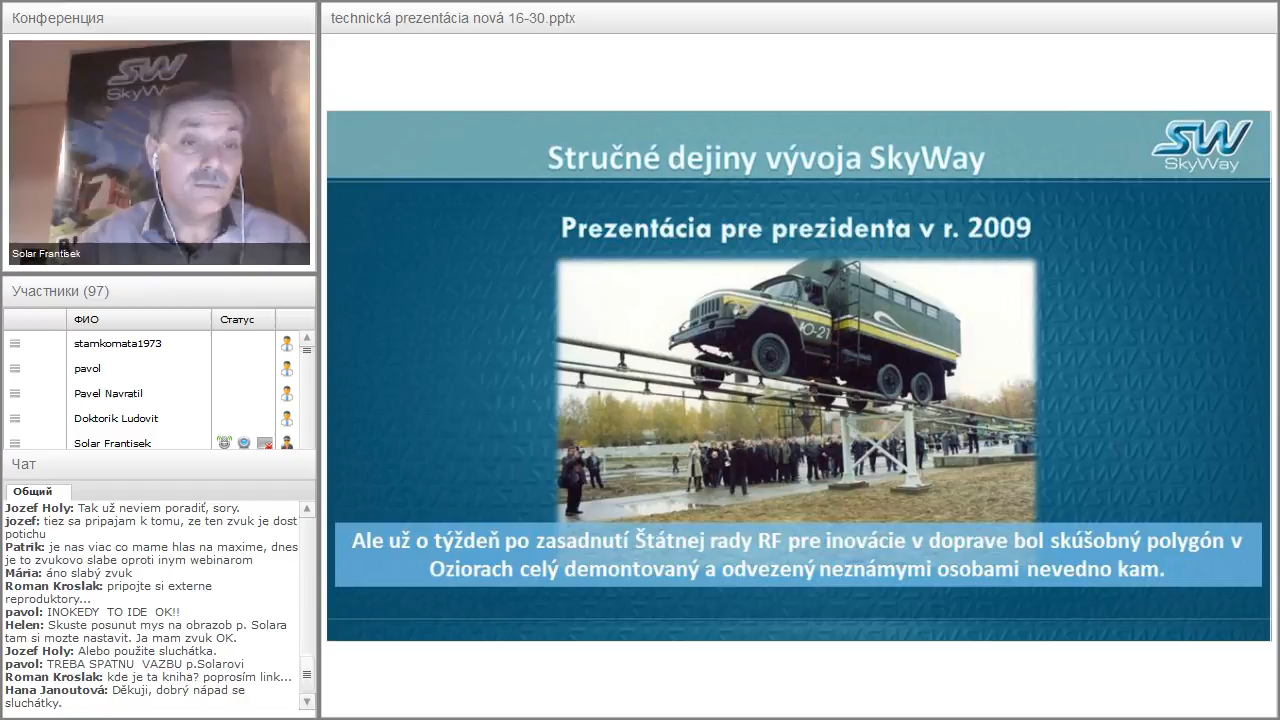 Конференция
SW
SkyWay
Solar Frantisek
Участники (97)
ФИО
Статус
stamkomata1973
pavol
Pavel Navratil
Doktorik Ludovit
Solar Frantisek
Чат
Общий
Jozef Holy: Tak už neviem poradiť, sory.
jozef: tiez sa pripajam k tomu, ze ten zvuk je dost
potichu
Patrik: je nas viac co mame hlas na maxime, dnes
je to zvukovo slabe oproti inym webinarom
Mária: áno slabý zvuk
Roman Kroslak: pripojte si externe
reproduktory...
pavol: INOKEDY TO IDE OK!!
Helen: Skuste posunut mys na obrazob p. Solara
tam si mozte nastavit. Ja mam zvuk OK.
Jozef Holy: Alebo použite sluchátka.
pavol: TREBA SPATNU VAZBU p.Solarovi
Roman Kroslak: kde je ta kniha? poprosím link...
Hana Janoutová: Děkuji, dobrý nápad se
sluchátky.
technická prezentácia nová 16-30.pptx
Stručné dejiny vývoja SkyWay
SW
SkyWay
Prezentácia pre prezidenta v r. 2009
Ю-21
Ale už o týždeň po zasadnutí Štátnej rady RF pre inovácie v doprave bol skúšobný polygón v
Oziorach celý demontovaný a odvezený neznámymi osobami nevedno kam.